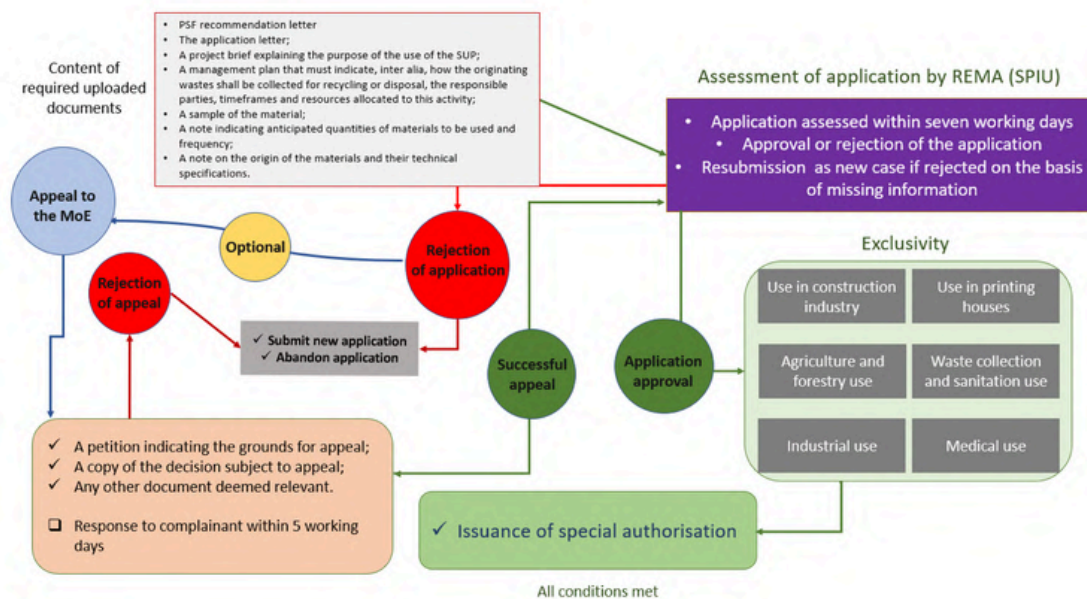 Content of
required uploaded
documents
• PSF recommendation letter
• The application letter;
• A project brief explaining the purpose of the use of the SUP;
• A management plan that must indicate, inter alia, how the originating
wastes shall be collected for recycling or disposal, the responsible
parties, timeframes and resources allocated to this activity;
• A sample of the material;
• A note indicating anticipated quantities of materials to be used and
frequency;
• A note on the origin of the materials and their technical
specifications.
Assessment of application by REMA (SPIU)
• Application assessed within seven working days
• Approval or rejection of the application
• Resubmission as new case if rejected on the basis
of missing information
Appeal to
the MoE
Optional
Rejection
of application
Rejection
of appeal
✓ Submit new application
✓ Abandon application
Successful
appeal
Application
approval
Exclusivity
Use in construction
industry
Use in printing
houses
Agriculture and
forestry use
Waste collection
and sanitation use
Industrial use
Medical use
✓ A petition indicating the grounds for appeal;
✓ A copy of the decision subject to appeal;
✓ Any other document deemed relevant.
❑ Response to complainant within 5 working
days
✓ Issuance of special authorisation
All conditions met